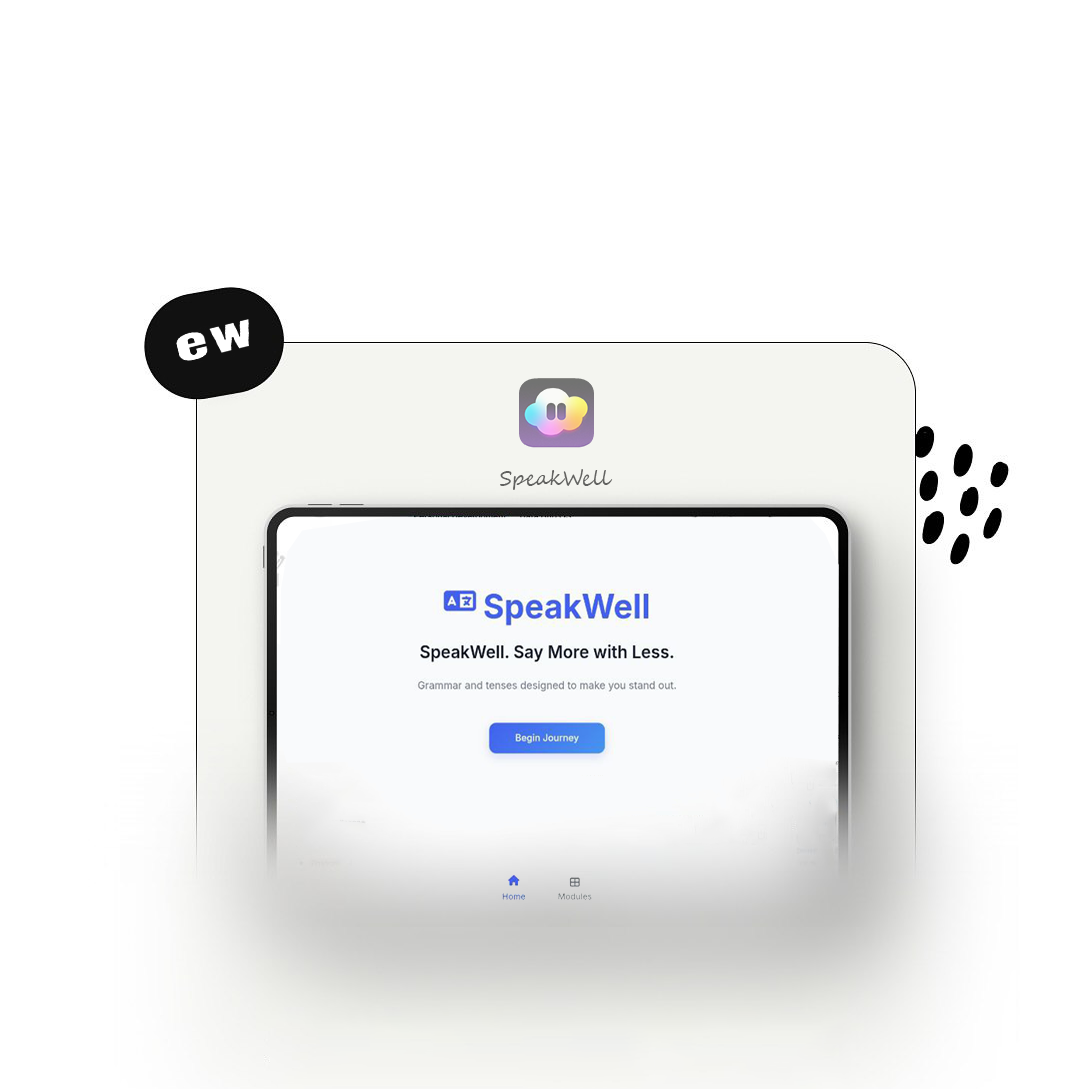 ew
SpeakWell
SpeakWell
SpeakWell. Say More with Less.
Grammar and tenses designed to make you stand out.
Begin Journey
Home
Modules